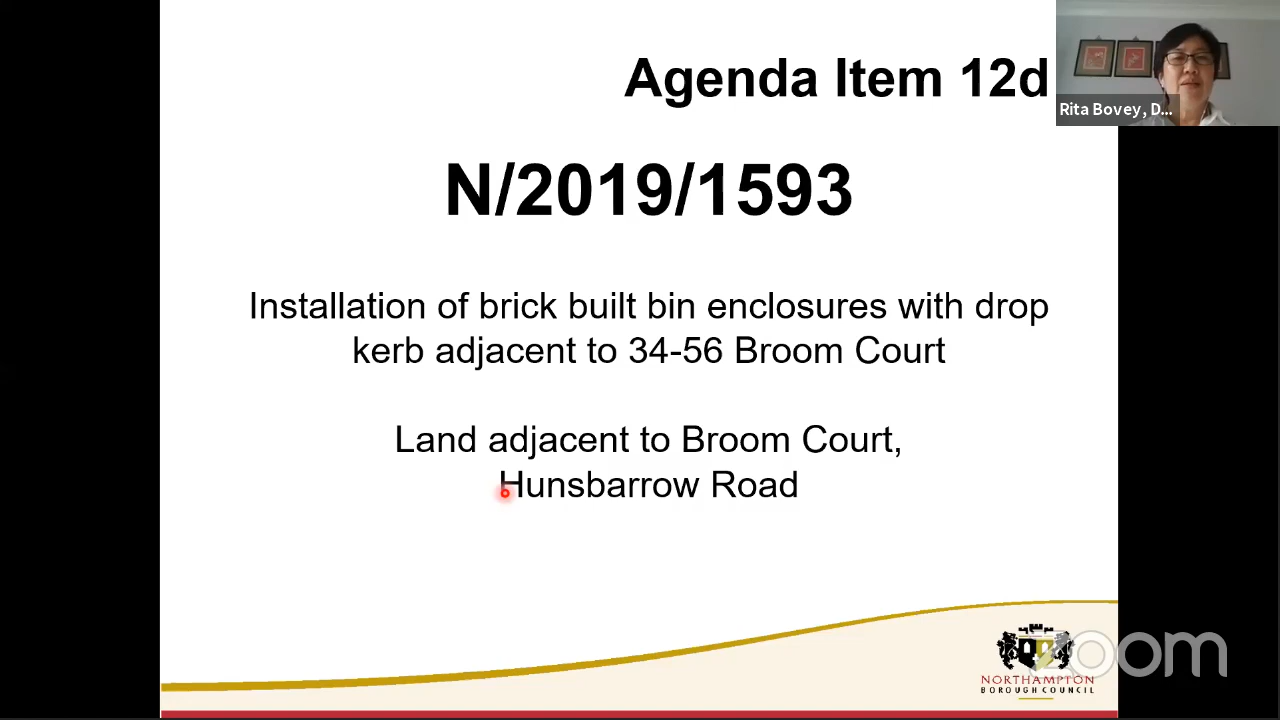 Agenda Item 12d
Rita Bovey, D...
N/2019/1593
Installation of brick built bin enclosures with drop
kerb adjacent to 34-56 Broom Court
Land adjacent to Broom Court,
Hunsbarrow Road
zoom
NORTHAMPTON
BOROUGH COUNCIL